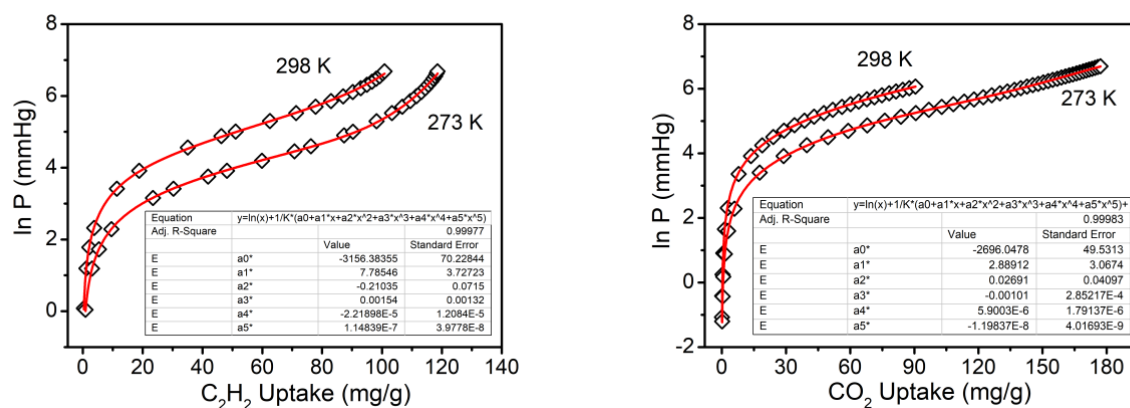 8
6
4
2
0
ln P (mmHg)
298 K
273 K
Equation y=ln(x)+1/K*(a0+a1*x+a2*x^2+a3*x^3+a4*x^4+a5*x^5)
Adj. R-Square 0.99977
Value Standard Error
E a0* -3156.38355 70.22844
E a1* 7.78546 3.72723
E a2* -0.21035 0.0715
E a3* 0.00154 0.00132
E a4* -2.21898E-5 1.2084E-5
E a5* 1.14839E-7 3.9778E-8
0 20 40 60 80 100 120 140
C2H2 Uptake (mg/g)
8
6
4
2
0
-2
ln P (mmHg)
298 K
273 K
Equation y=ln(x)+1/K*(a0+a1*x+a2*x^2+a3*x^3+a4*x^4+a5*x^5)+
Adj. R-Square 0.99983
Value Standard Error
E a0* -2696.0478 49.5313
E a1* 2.88912 3.0674
E a2* 0.02691 0.04097
E a3* -0.00101 2.85217E-4
E a4* 5.9003E-6 1.79137E-6
E a5* -1.19837E-8 4.01693E-9
0 30 60 90 120 150 180
CO2 Uptake (mg/g)